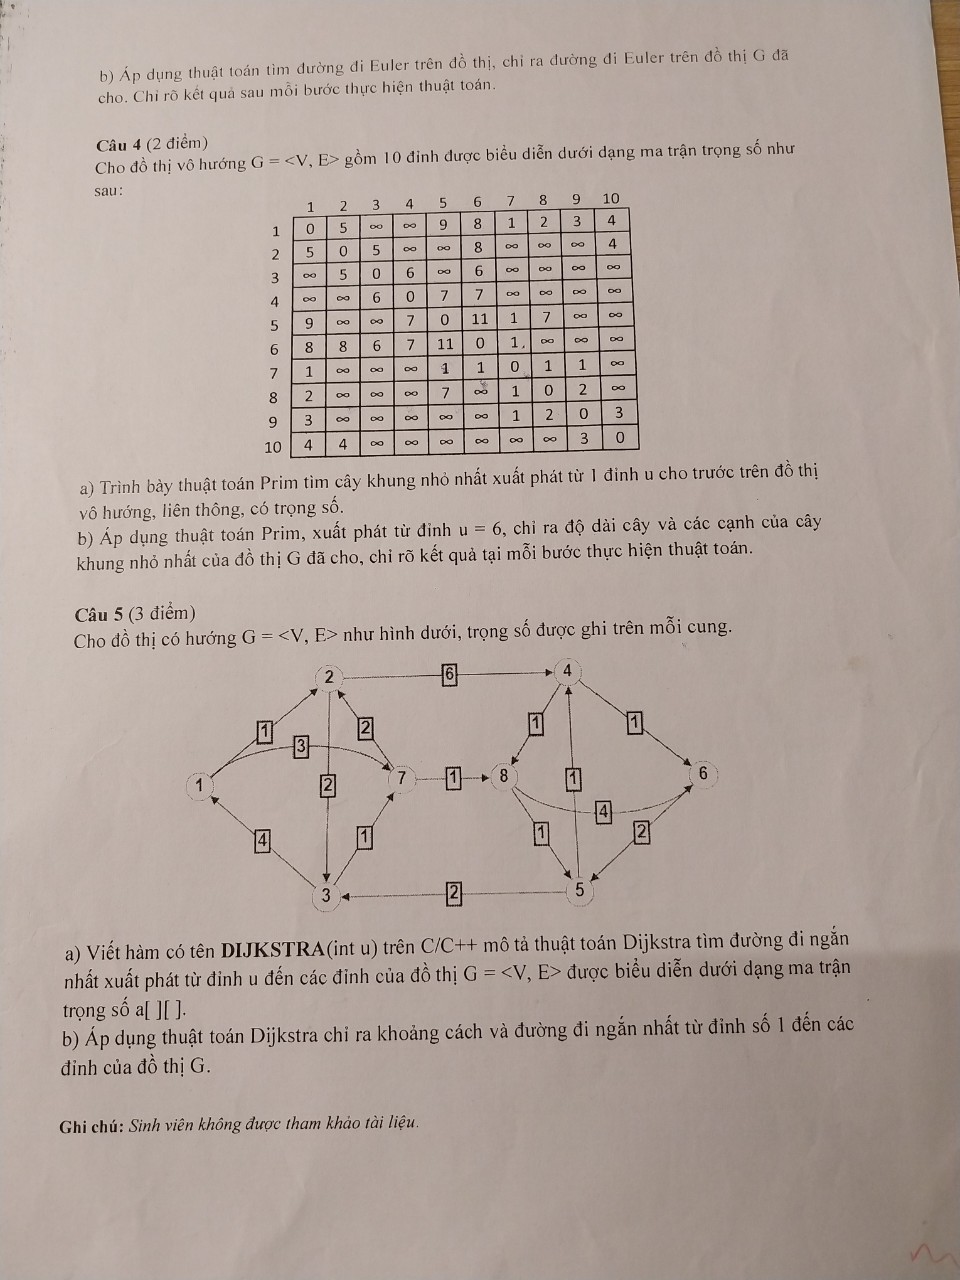 b) Áp dụng thuật toán tìm đường đi Euler trên đồ thị, chỉ ra đường đi Euler trên đồ thị G đã
cho. Chỉ rõ kết quả sau mỗi bước thực hiện thuật toán.
Câu 4 (2 điểm)
Cho đồ thị vô hướng G = <V, E> gồm 10 đỉnh được biểu diễn dưới dạng ma trận trọng số như
sau:
1 2 3 4 5 6 7 8 9 10
1 0 5 ∞ ∞ 9 8 1 2 3 4
2 5 0 5 ∞ ∞ 8 ∞ ∞ ∞ 4
3 ∞ 5 0 6 ∞ 6 ∞ ∞ ∞ ∞
4 ∞ ∞ 6 0 7 7 ∞ ∞ ∞ ∞
5 9 ∞ ∞ 7 0 11 1 7 ∞ ∞
6 8 8 6 7 11 0 1 ∞ ∞ ∞
7 1 ∞ ∞ ∞ 1 1 0 1 1 ∞
8 2 ∞ ∞ ∞ 7 ∞ 1 0 2 ∞
9 3 ∞ ∞ ∞ ∞ ∞ 1 2 0 3
10 4 4 ∞ ∞ ∞ ∞ ∞ ∞ 3 0
a) Trình bày thuật toán Prim tìm cây khung nhỏ nhất xuất phát từ 1 đỉnh u cho trước trên đồ thị
vô hướng, liên thông, có trọng số.
b) Áp dụng thuật toán Prim, xuất phát từ đỉnh u = 6, chỉ ra độ dài cây và các cạnh của cây
khung nhỏ nhất của đồ thị G đã cho, chỉ rõ kết quả tại mỗi bước thực hiện thuật toán.
Câu 5 (3 điểm)
Cho đồ thị có hướng G = <V, E> như hình dưới, trọng số được ghi trên mỗi cung.
2 6 4
1 2 1 1
3
1 2 7 1 8 1 6
4
4 1 1 2
3 2 5
a) Viết hàm có tên DIJKSTRA(int u) trên C/C++ mô tả thuật toán Dijkstra tìm đường đi ngắn
nhất xuất phát từ đỉnh u đến các đỉnh của đồ thị G = <V, E> được biểu diễn dưới dạng ma trận
trọng số a[ ][ ].
b) Áp dụng thuật toán Dijkstra chỉ ra khoảng cách và đường đi ngắn nhất từ đỉnh số 1 đến các
đỉnh của đồ thị G.
Ghi chú: Sinh viên không được tham khảo tài liệu.